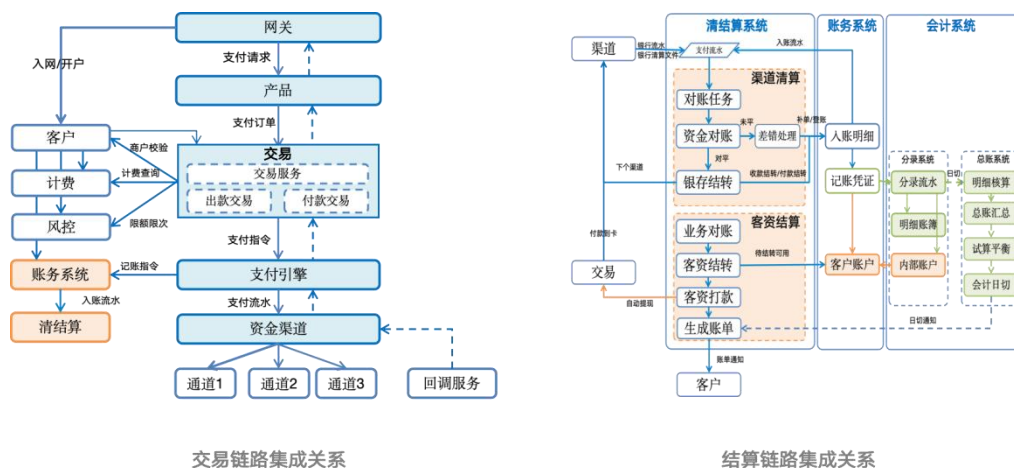 网关
入网/开户
支付请求
产品
支付订单
客户
商户校验
交易
交易服务
计费
计费查询
出款交易
付款交易
风控
限额限次
支付指令
账务系统
记账指令
支付引擎
入账流水
支付流水
清结算
资金渠道
通道1
通道2
通道3
回调服务
交易链路集成关系
清结算系统
账务系统
会计系统
渠道
银行流水
银行清算文件
支付流水
入账流水
渠道清算
对账任务
资金对账
未平
差错处理
补单/登账
入账明细
对平
分录系统
总账系统
下个渠道
银存结转
收款结转/付款结转
记账凭证
分录流水
日切
明细核算
明细账簿
总账汇总
客资结算
付款到卡
业务对账
试算平衡
待结转可用
交易
客资结转
客户账户
内部账户
会计日切
客资打款
自动提现
生成账单
日切通知
账单通知
客户
结算链路集成关系